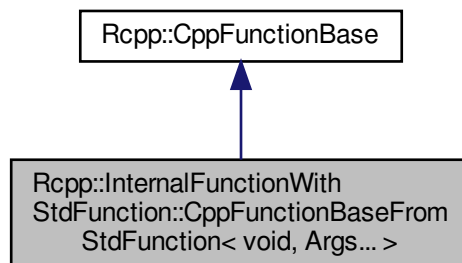 Rcpp::CppFunctionBase
Rcpp::InternalFunctionWith
StdFunction::CppFunctionBaseFrom
StdFunction< void, Args... >